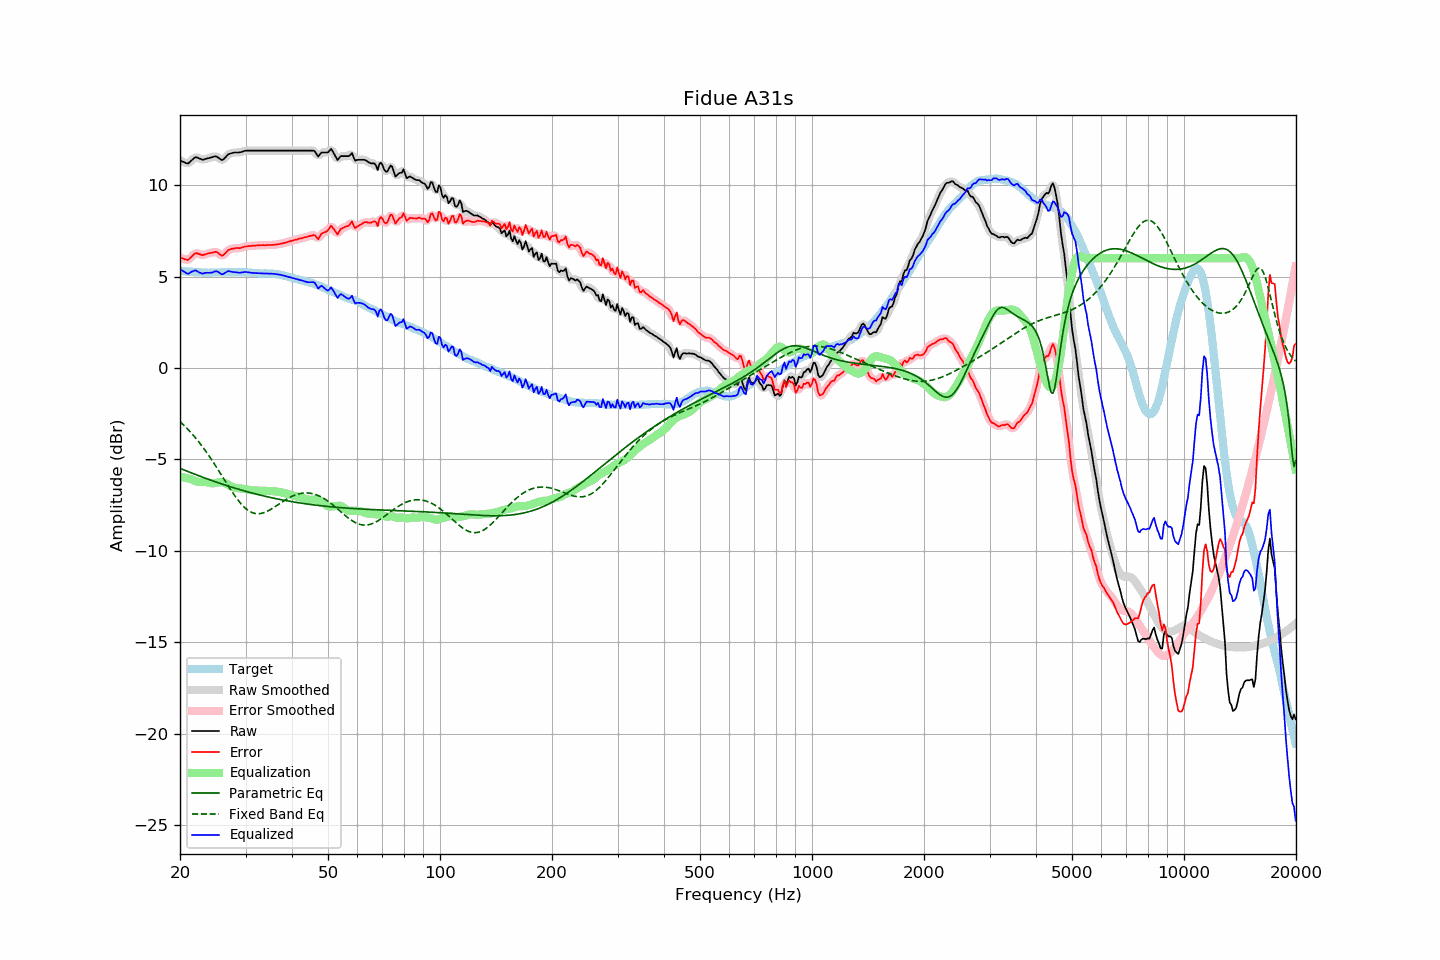 Fidue A31s
Amplitude (dBr)
10
5
0
−5
−10
−15
−20
−25
Target
Raw Smoothed
Error Smoothed
Raw
Error
Equalization
Parametric Eq
Fixed Band Eq
Equalized
20 50 100 200 500 1000 2000 5000 10000 20000
Frequency (Hz)